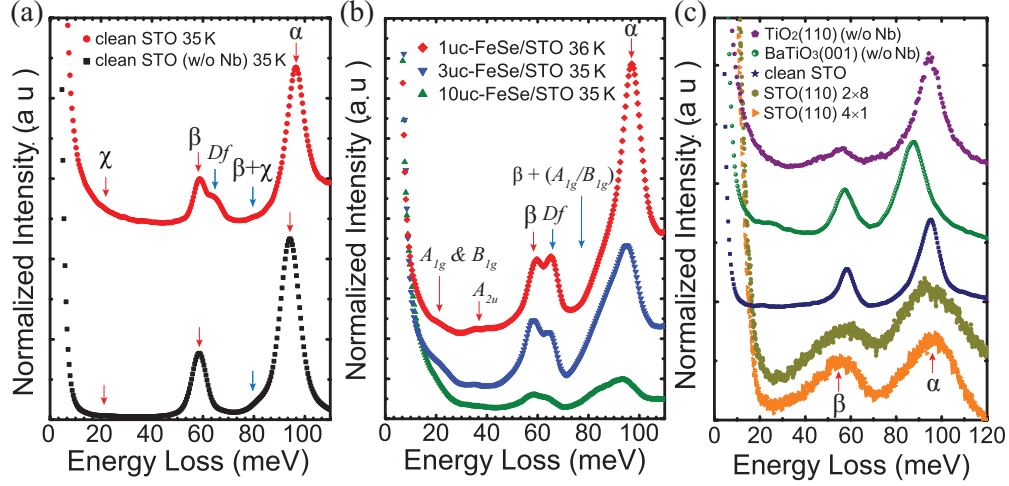 (a)
clean STO 35 K
clean STO (w/o Nb) 35 K
α
χ
β
Df
β+χ
Normalized Intensity (a u )
0 20 40 60 80 100
Energy Loss (meV)
(b)
1uc-FeSe/STO 36 K
3uc-FeSe/STO 35 K
10uc-FeSe/STO 35 K
α
β + (A1g/B1g)
β Df
A1g & B1g
A2u
Normalized Intensity (a. u )
0 20 40 60 80 100
Energy Loss (meV)
(c)
TiO2(110) (w/o Nb)
BaTiO3(001) (w/o Nb)
clean STO
STO(110) 2×8
STO(110) 4×1
β
α
Normalized Intensity (a u )
0 20 40 60 80 100 120
Energy Loss (meV)